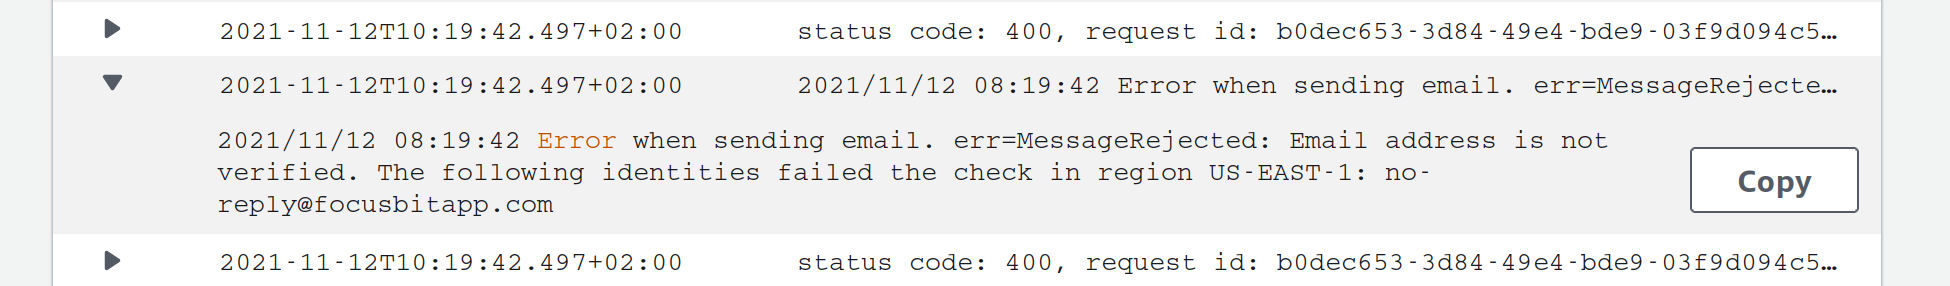 2021-11-12T10:19:42.497+02:00 status code: 400, request id: b0dec653-3d84-49e4-bde9-03f9d094c5…
2021-11-12T10:19:42.497+02:00 2021/11/12 08:19:42 Error when sending email. err=MessageRejecte…
2021/11/12 08:19:42 Error when sending email. err=MessageRejected: Email address is not
verified. The following identities failed the check in region US-EAST-1: no-
reply@focusbitapp.com
Copy
2021-11-12T10:19:42.497+02:00 status code: 400, request id: b0dec653-3d84-49e4-bde9-03f9d094c5…